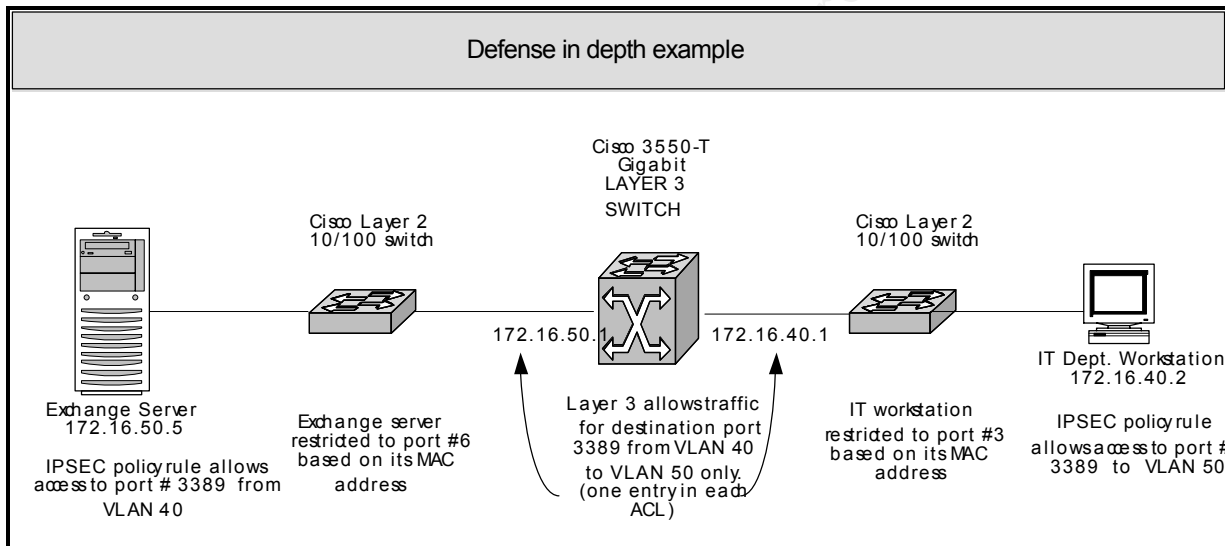 Defense in depth example
Cisco 3550-T
Gigabit
LAYER 3
SWITCH
Cisco Layer 2
10/100 switch
Cisco Layer 2
10/100 switch
172.16.50.1
172.16.40.1
Exchange Server
172.16.50.5
IPSEC policy rule allows
access to port # 3389 from
VLAN 40
Exchange server
restricted to port #6
based on its MAC
address
Layer 3 allows traffic
for destination port
3389 from VLAN 40
to VLAN 50 only.
(one entry in each
ACL)
IT workstation
restricted to port #3
based on its MAC
address
IT Dept. Workstation
172.16.40.2
IPSEC policy rule
allows access to port #
3389 to VLAN 50